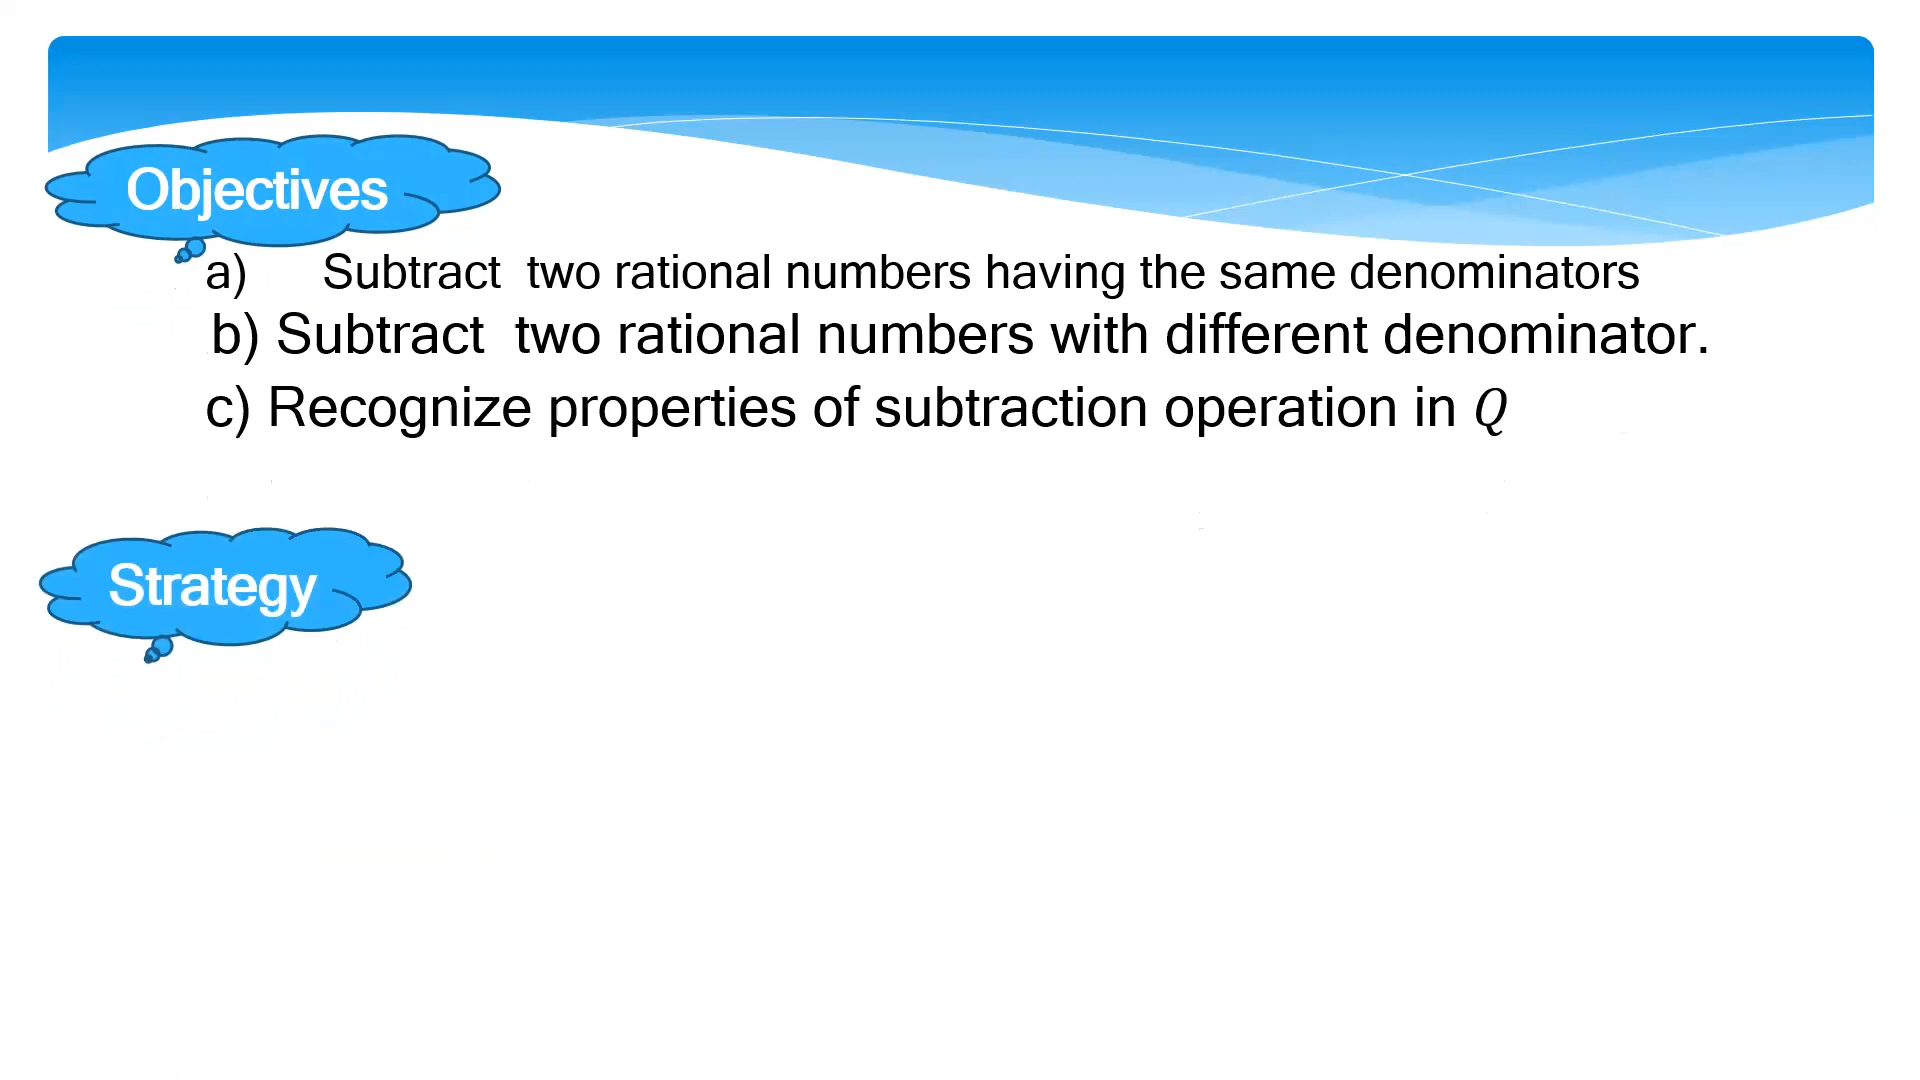 Objectives
a) Subtract two rational numbers having the same denominators
b) Subtract two rational numbers with different denominator.
c) Recognize properties of subtraction operation in Q
Strategy